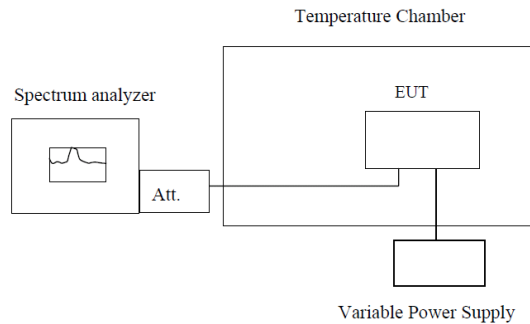 Temperature Chamber
Spectrum analyzer
EUT
Att.
Variable Power Supply